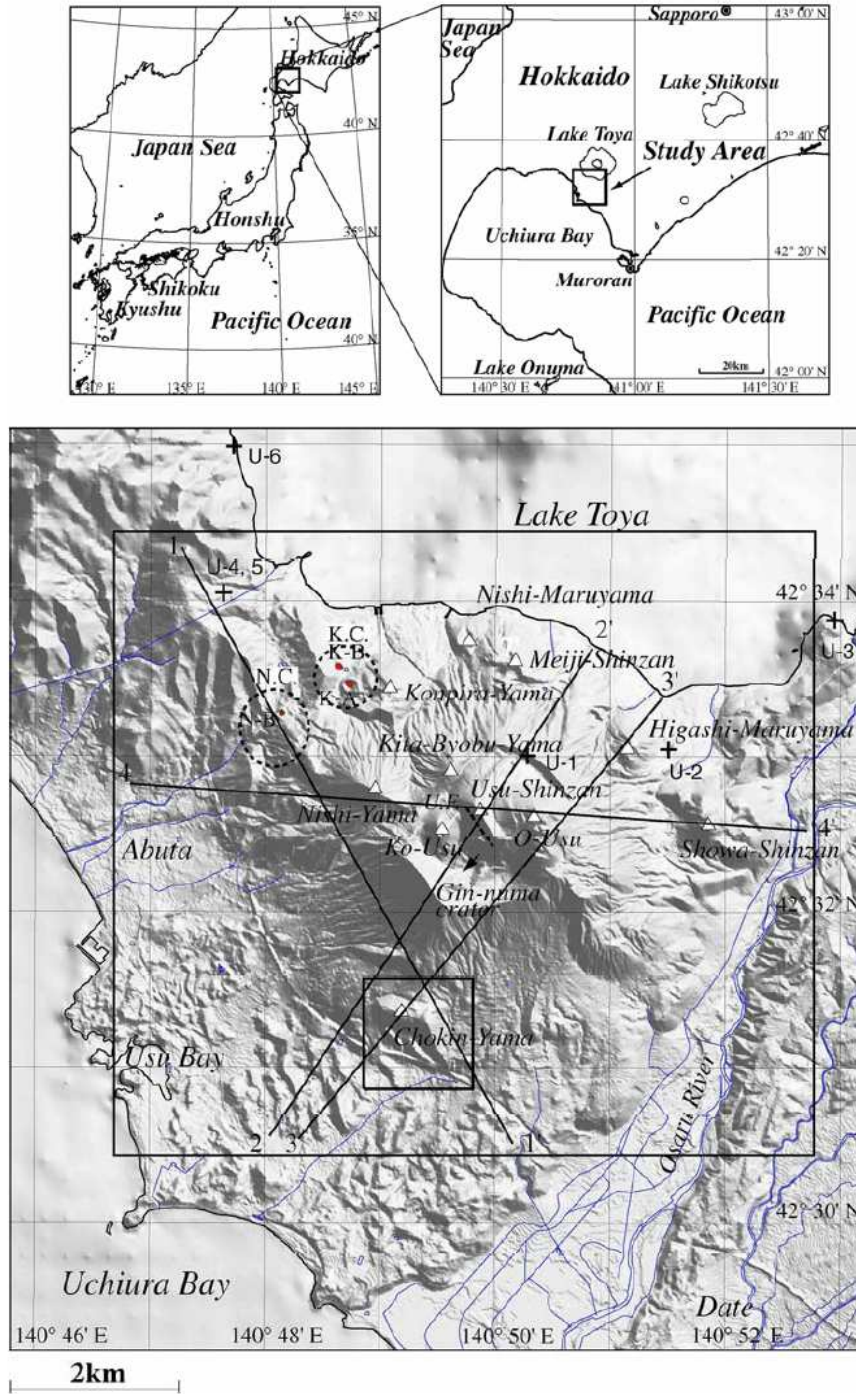 45° N
Hokkaido
40° N
Japan Sea
Honshu
35° N
Shikoku
Kyushu
Pacific Ocean
40° N
130° E
135° E
140° E
145° E
Sapporo
43° 00' N
Japan
Sea
Hokkaido
Lake Shikotsu
Lake Toya
42° 40' N
Study Area
Uchiura Bay
42° 20' N
Muroran
Pacific Ocean
Lake Onuma
20km
42° 00' N
140° 30' E
141° 00' E
141° 30' E
U-6
Lake Toya
1
U-4, 5
42° 34' N
Nishi-Maruyama
2'
U-3
K.C.
K-B
Meiji-Shinzan
N.C.
3'
K-A
Konpira-Yama
N-B
Higashi-Maruyama
Kita-Byobu-Yama
U-1
U-2
4
Usu-Shinzan
Nishi-Yama
U.F.
O-Usu
4'
Abuta
Ko-Usu
Showa-Shinzan
Gin-numa
crator
42° 32' N
Chokin-Yama
Usu Bay
Osaru River
2
3
1'
42° 30' N
Uchiura Bay
Date
140° 46' E
140° 48' E
140° 50' E
140° 52' E
2km